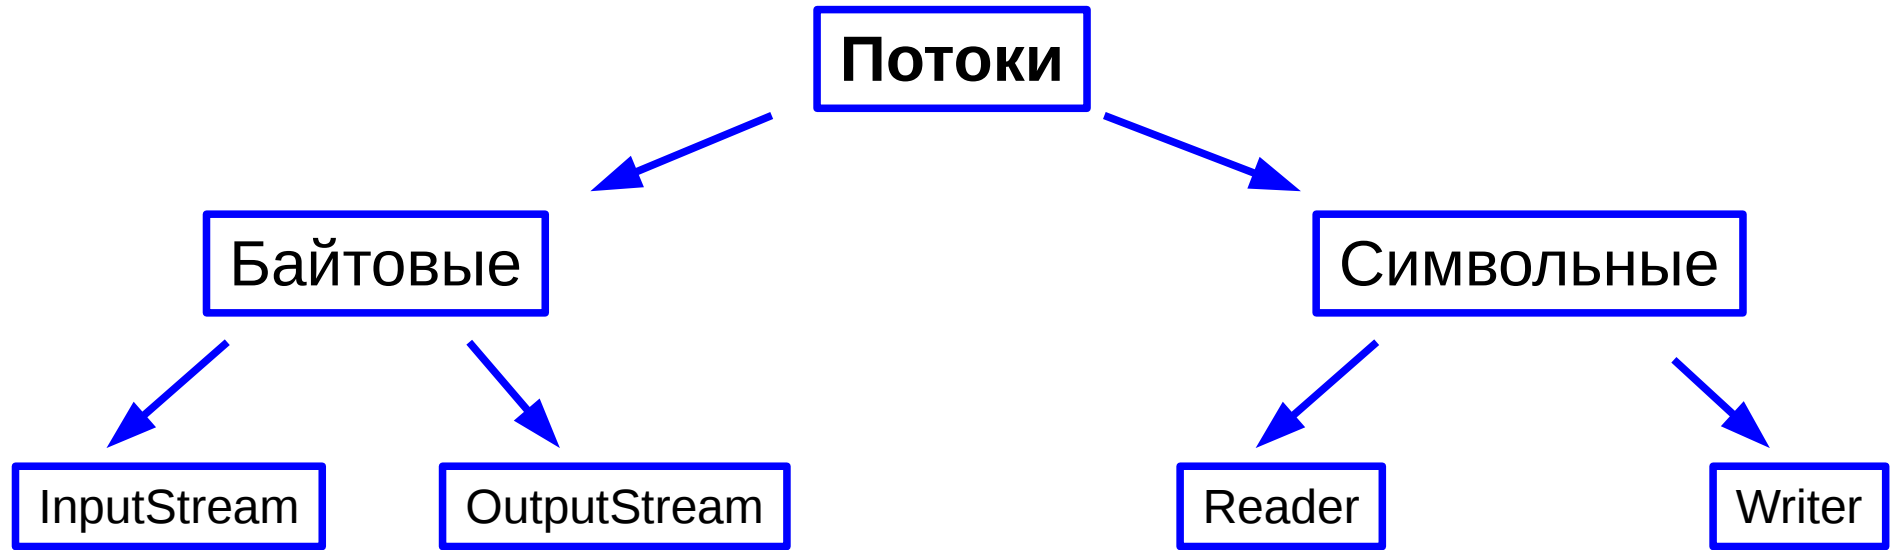 Потоки
Байтовые
Символьные
InputStream
OutputStream
Reader
Writer